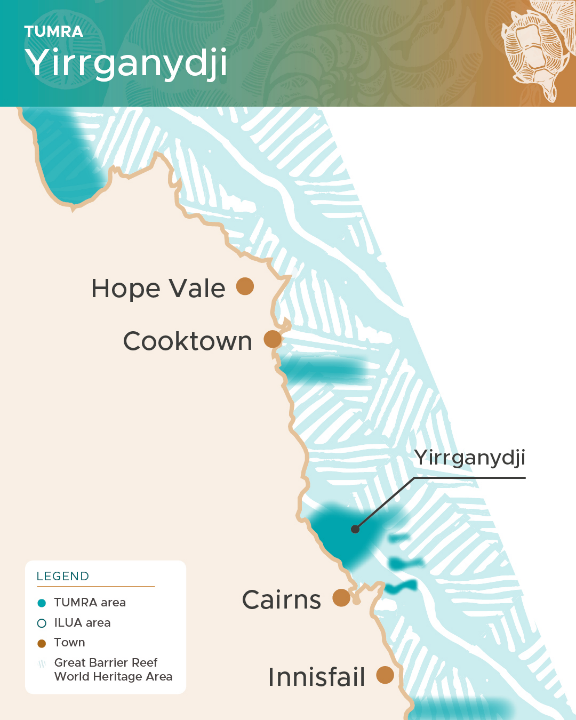 TUMRA
Yirrganydji
Hope Vale
Cooktown
Yirrganydji
Cairns
Innisfail
LEGEND
TUMRA area
ILUA area
Town
Great Barrier Reef
World Heritage Area